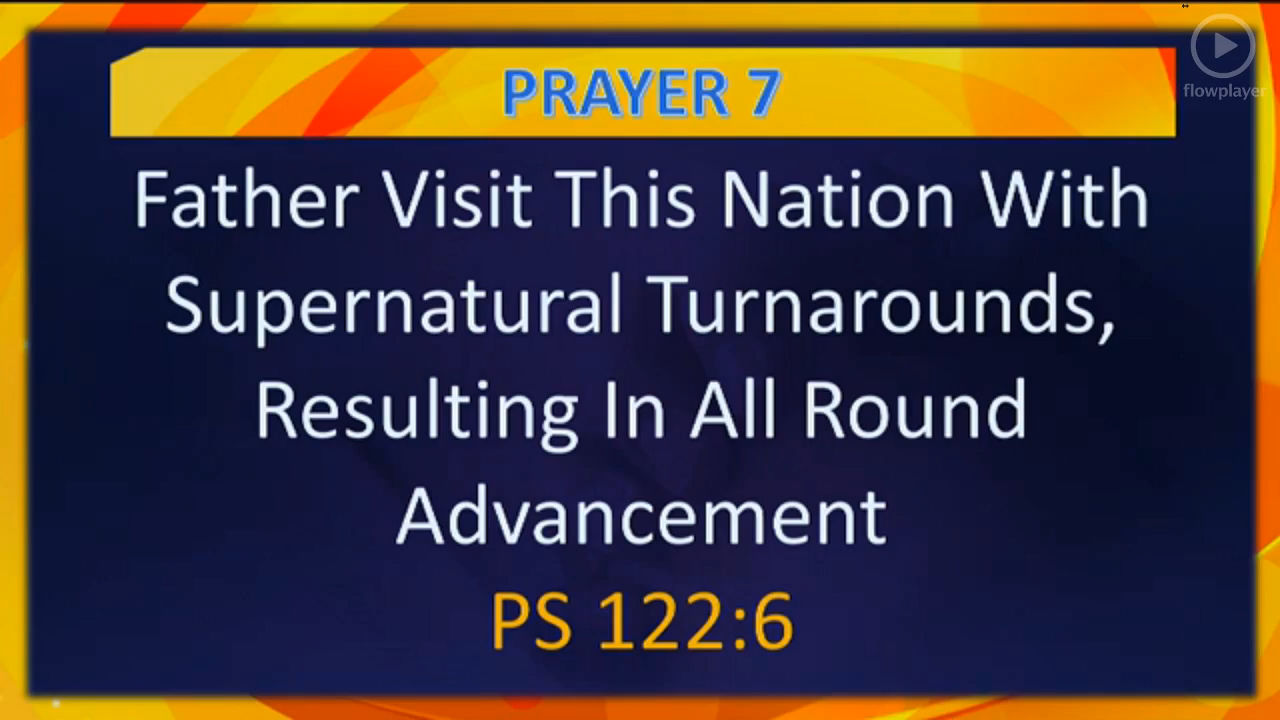 flowplayer
PRAYER 7
Father Visit This Nation With
Supernatural Turnarounds,
Resulting In All Round
Advancement
PS 122:6